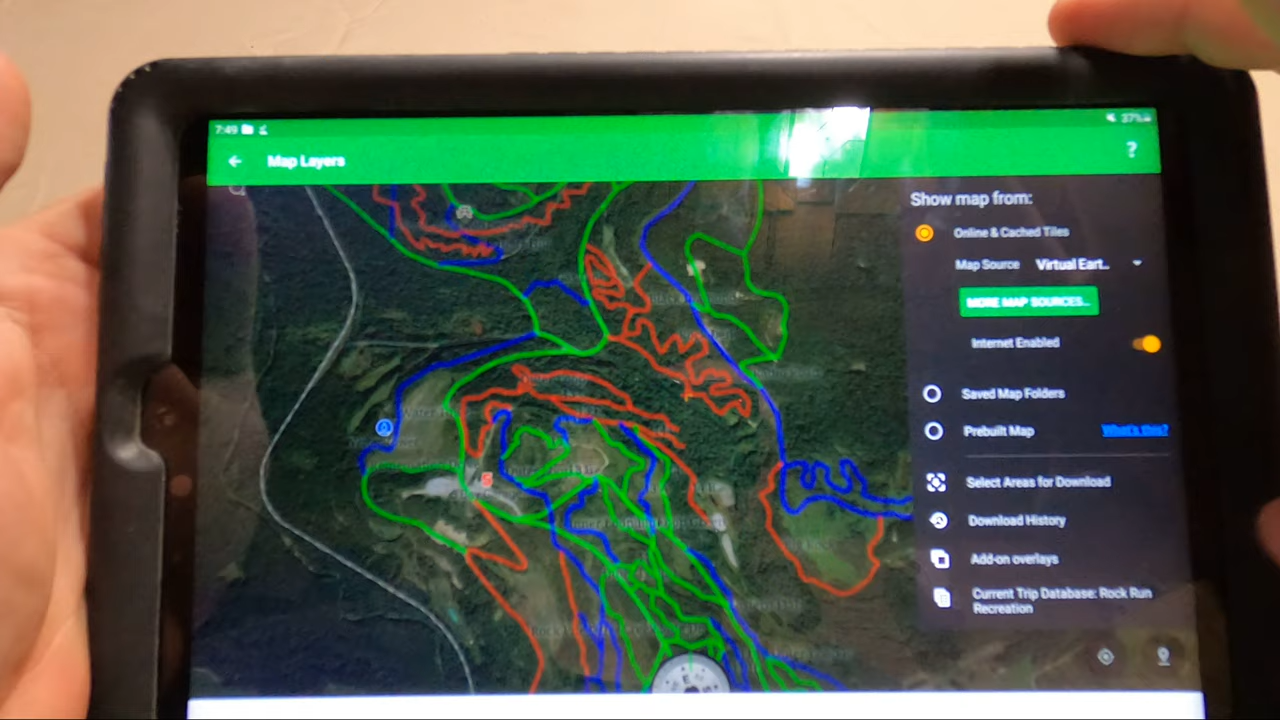 7:49
37%
Map Layers
?
Show map from:
Online & Cached Tiles
Map Source Virtual Eart..
MORE MAP SOURCES...
Internet Enabled
Saved Map Folders
Prebuilt Map What's this?
Select Areas for Download
Download History
Add-on overlays
Current Trip Database: Rock Run
Recreation
E